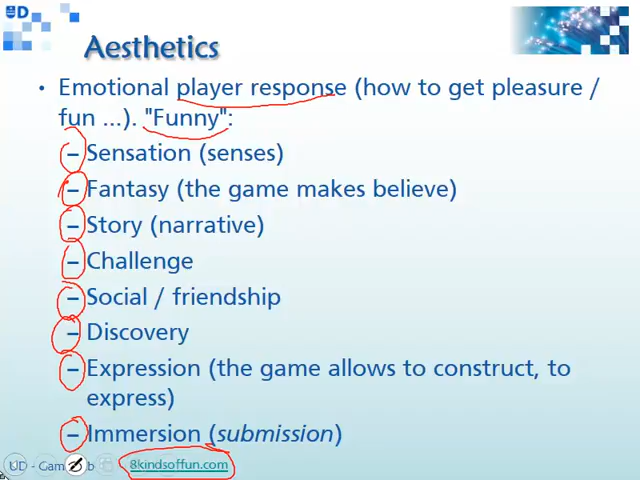 UD
Aesthetics
• Emotional player response (how to get pleasure /
fun ...). "Funny":
– Sensation (senses)
– Fantasy (the game makes believe)
– Story (narrative)
– Challenge
– Social / friendship
– Discovery
– Expression (the game allows to construct, to
express)
– Immersion (submission)
8kindsoffun.com